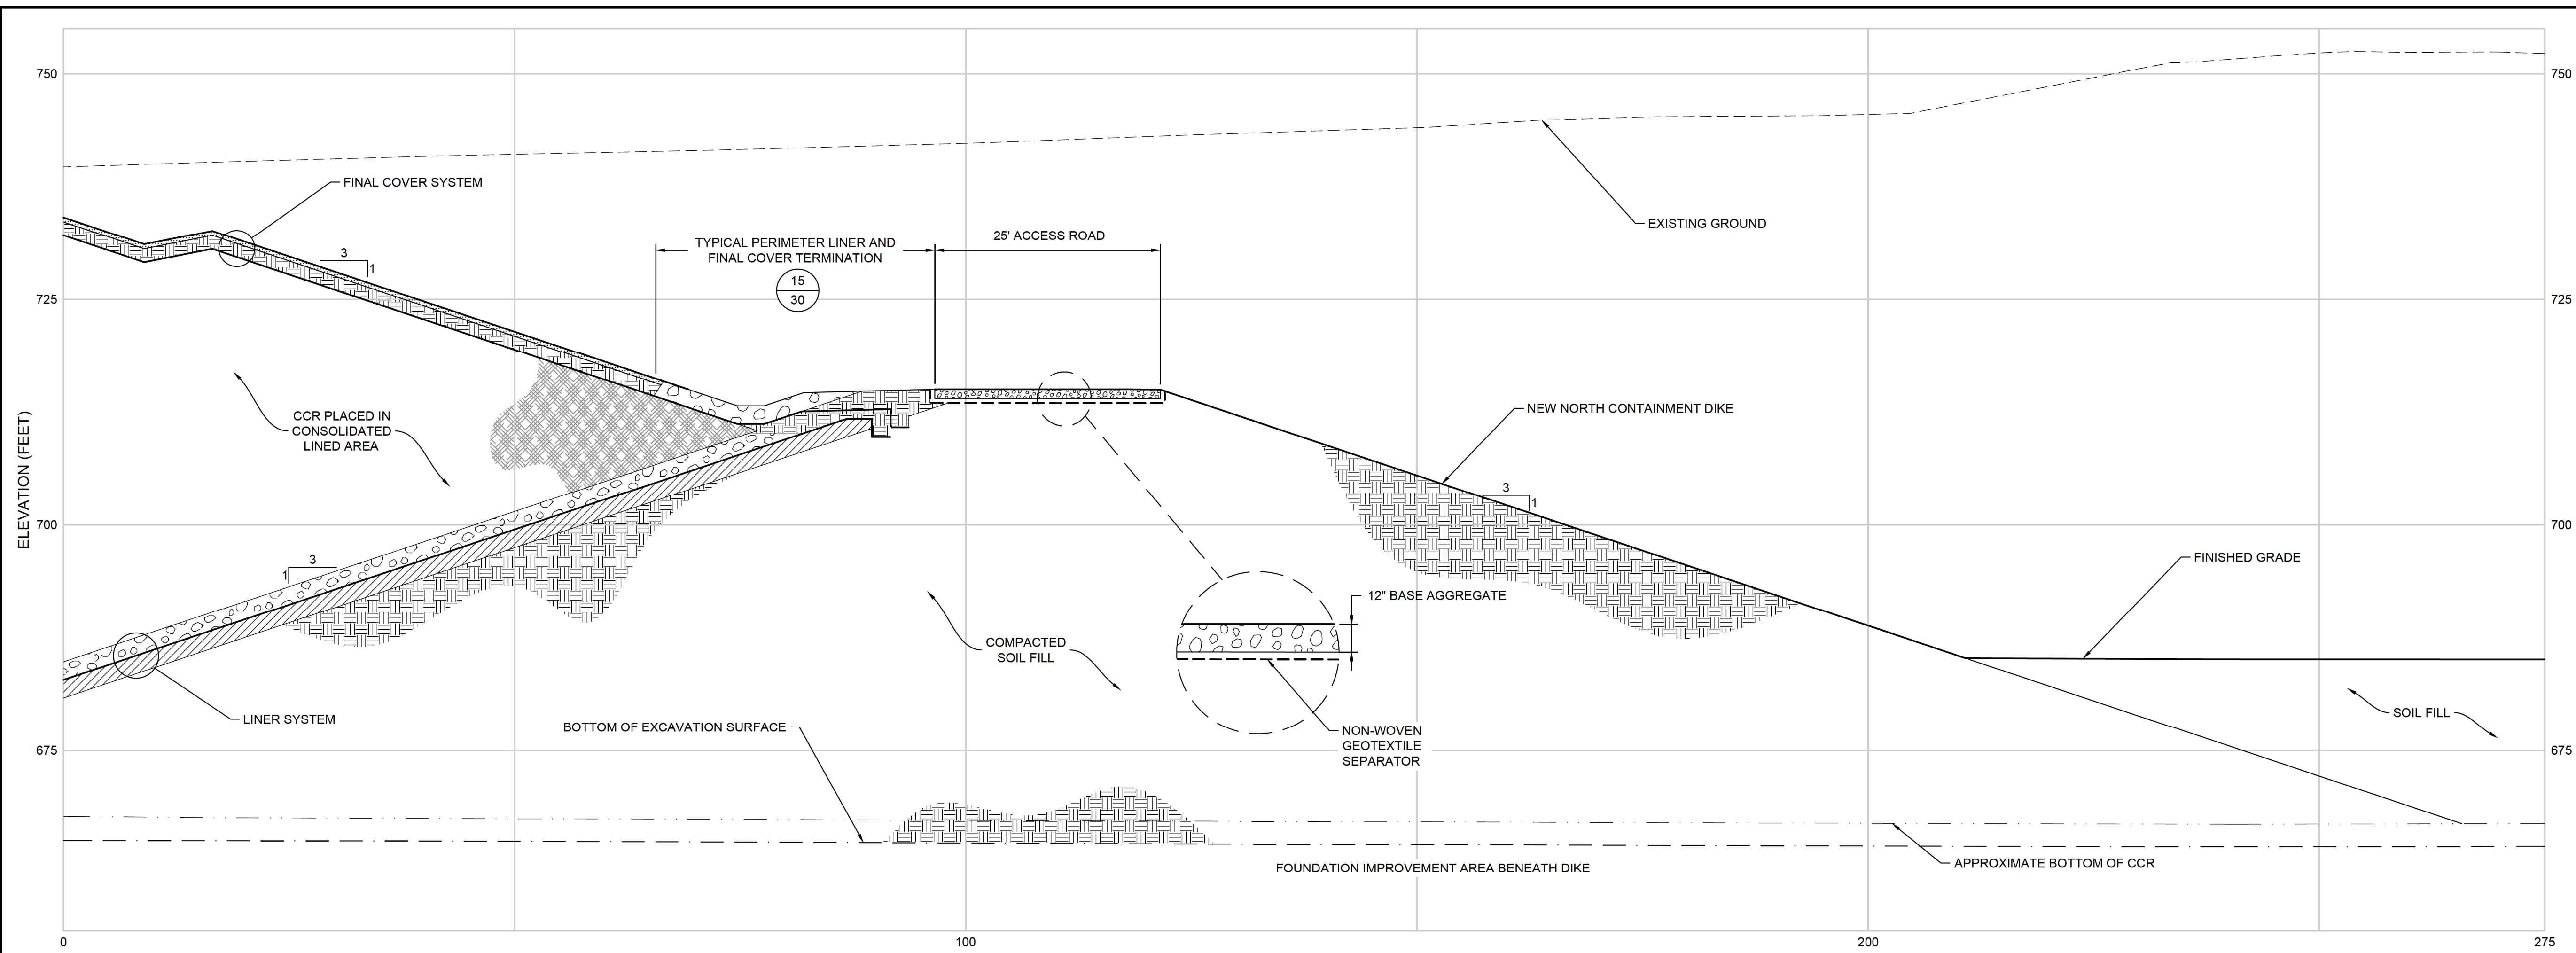 750
750
FINAL COVER SYSTEM
EXISTING GROUND
TYPICAL PERIMETER LINER AND
FINAL COVER TERMINATION
25' ACCESS ROAD
3
1
15
30
725
725
CCR PLACED IN
CONSOLIDATED
LINED AREA
NEW NORTH CONTAINMENT DIKE
ELEVATION (FEET)
3
1
700
700
3
1
FINISHED GRADE
12" BASE AGGREGATE
COMPACTED
SOIL FILL
LINER SYSTEM
BOTTOM OF EXCAVATION SURFACE
NON-WOVEN
GEOTEXTILE
SEPARATOR
SOIL FILL
675
675
FOUNDATION IMPROVEMENT AREA BENEATH DIKE
APPROXIMATE BOTTOM OF CCR
0
100
200
275